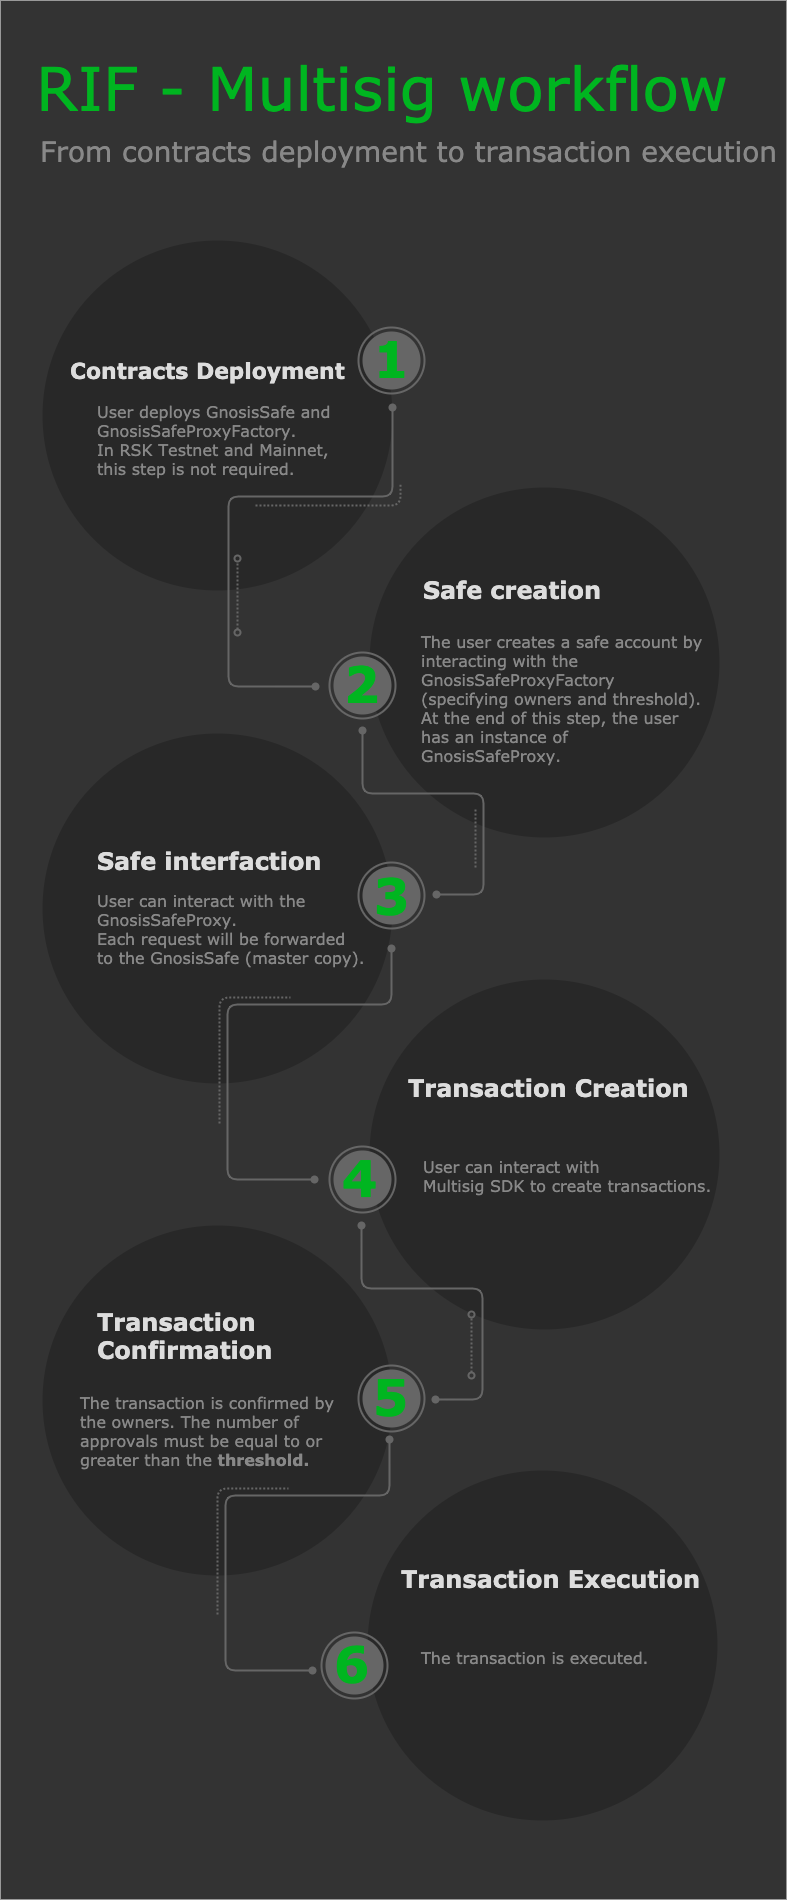 RIF - Multisig workflow
From contracts deployment to transaction execution
1
Contracts Deployment
User deploys GnosisSafe and
GnosisSafeProxyFactory.
In RSK Testnet and Mainnet,
this step is not required.
2
Safe creation
The user creates a safe account by
interacting with the
GnosisSafeProxyFactory
(specifying owners and threshold).
At the end of this step, the user
has an instance of
GnosisSafeProxy.
3
Safe interfaction
User can interact with the
GnosisSafeProxy.
Each request will be forwarded
to the GnosisSafe (master copy).
4
Transaction Creation
User can interact with
Multisig SDK to create transactions.
5
Transaction
Confirmation
The transaction is confirmed by
the owners. The number of
approvals must be equal to or
greater than the threshold.
6
Transaction Execution
The transaction is executed.